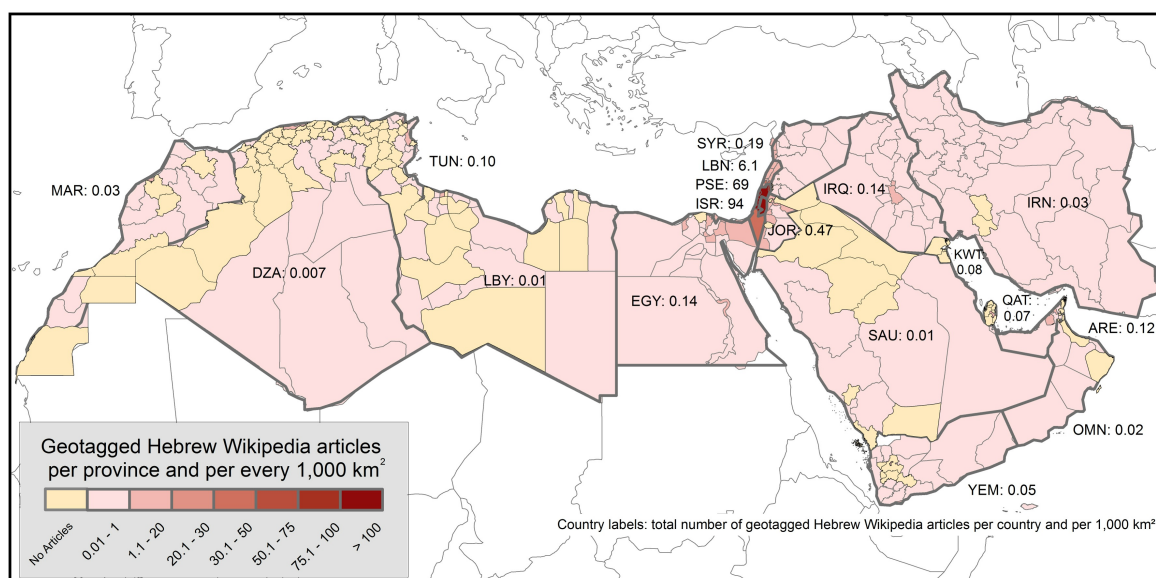 SYR: 0.19
TUN: 0.10
LBN: 6.1
MAR: 0.03
PSE: 69
IRQ: 0.14
ISR: 94
IRN: 0.03
JOR: 0.47
KWT:
0.08
DZA: 0.007
LBY: 0.01
EGY: 0.14
QAT:
0.07
SAU: 0.01
ARE: 0.12
OMN: 0.02
YEM: 0.05
Geotagged Hebrew Wikipedia articles
per province and per every 1,000 km²
No Articles
0.01 - 1
1.1 - 20
20.1 - 30
30.1 - 50
50.1 - 75
75.1 - 100
> 100
Country labels: total number of geotagged Hebrew Wikipedia articles per country and per 1,000 km²